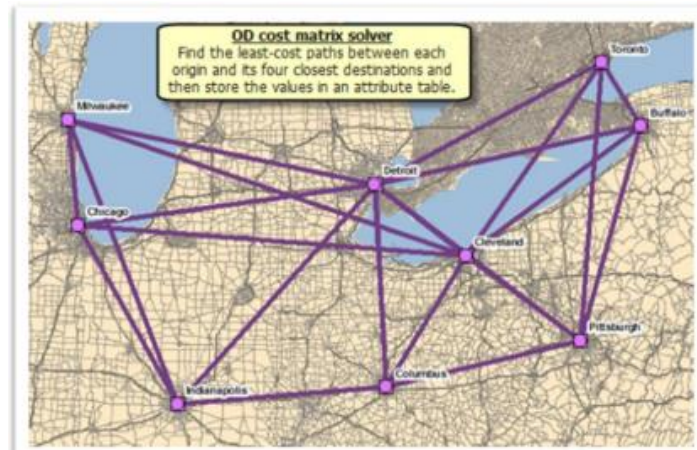 OD cost matrix solver
Find the least-cost paths between each
origin and its four closest destinations and
then store the values in an attribute table.
Toronto
Milwaukee
Buffalo
Detroit
Chicago
Cleveland
Pittsburgh
Columbus
Indianapolis